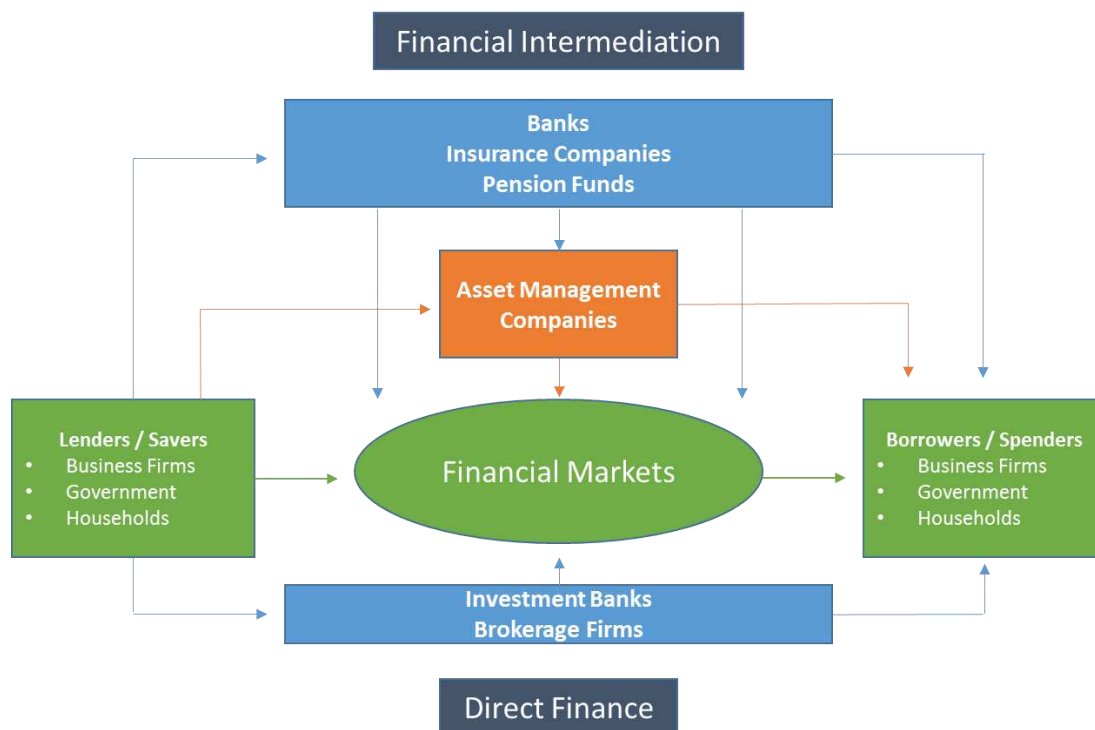 Financial Intermediation
Banks
Insurance Companies
Pension Funds
Asset Management
Companies
Lenders / Savers
• Business Firms
• Government
• Households
Financial Markets
Borrowers / Spenders
• Business Firms
• Government
• Households
Investment Banks
Brokerage Firms
Direct Finance